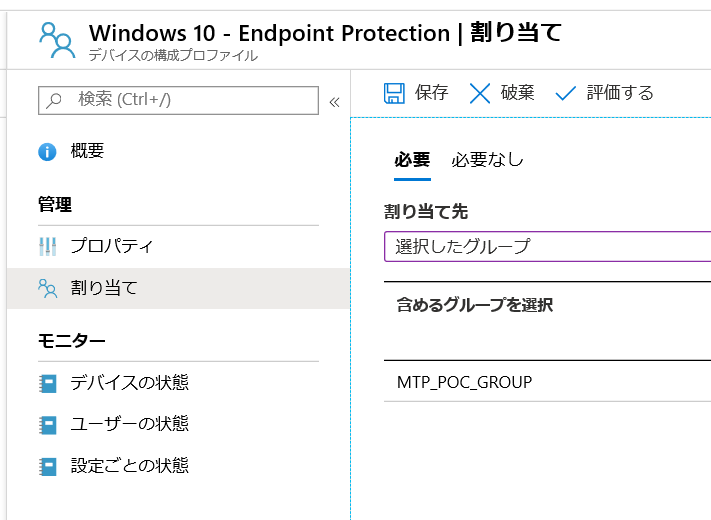 Windows 10 - Endpoint Protection | 割り当て
デバイスの構成プロファイル
検索 (Ctrl+/)
«
概要
管理
プロパティ
割り当て
モニター
デバイスの状態
ユーザーの状態
設定ごとの状態
保存 破棄 評価する
必要 必要なし
割り当て先
選択したグループ
含めるグループを選択
MTP_POC_GROUP